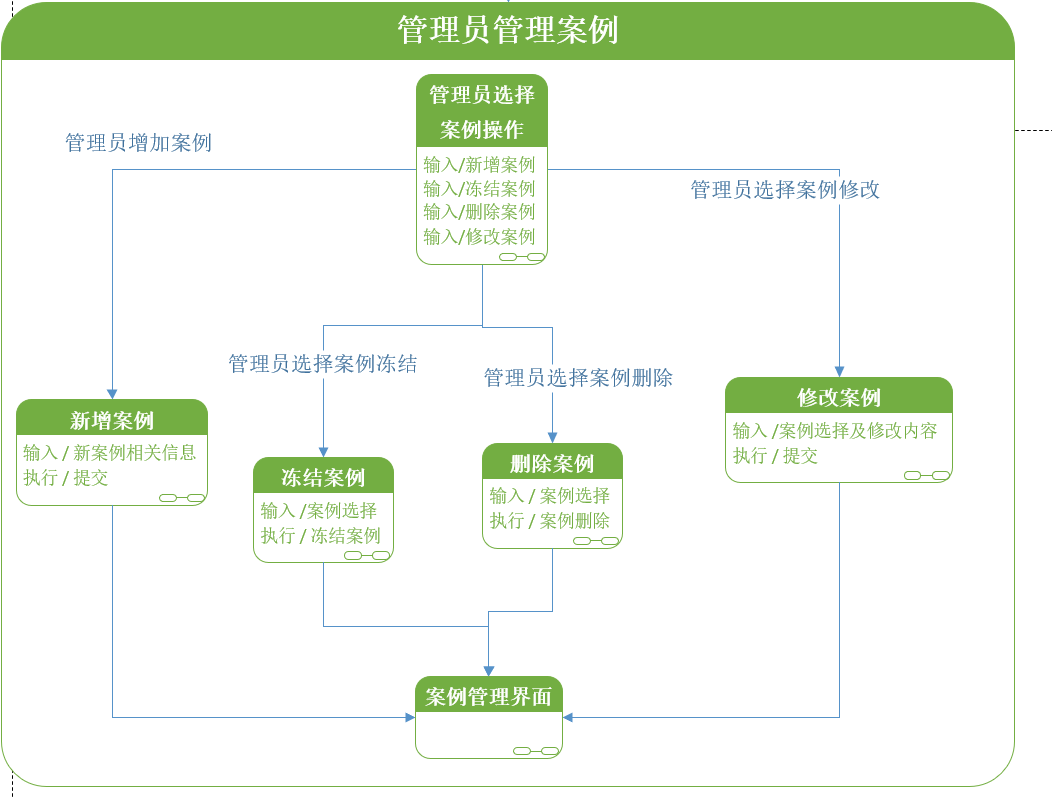 管理员管理案例
管理员选择
案例操作
输入/新增案例
输入/冻结案例
输入/删除案例
输入/修改案例
管理员增加案例
管理员选择案例修改
管理员选择案例冻结
管理员选择案例删除
新增案例
输入 / 新案例相关信息
执行 / 提交
冻结案例
输入 /案例选择
执行 / 冻结案例
删除案例
输入 / 案例选择
执行 / 案例删除
修改案例
输入 /案例选择及修改内容
执行 / 提交
案例管理界面